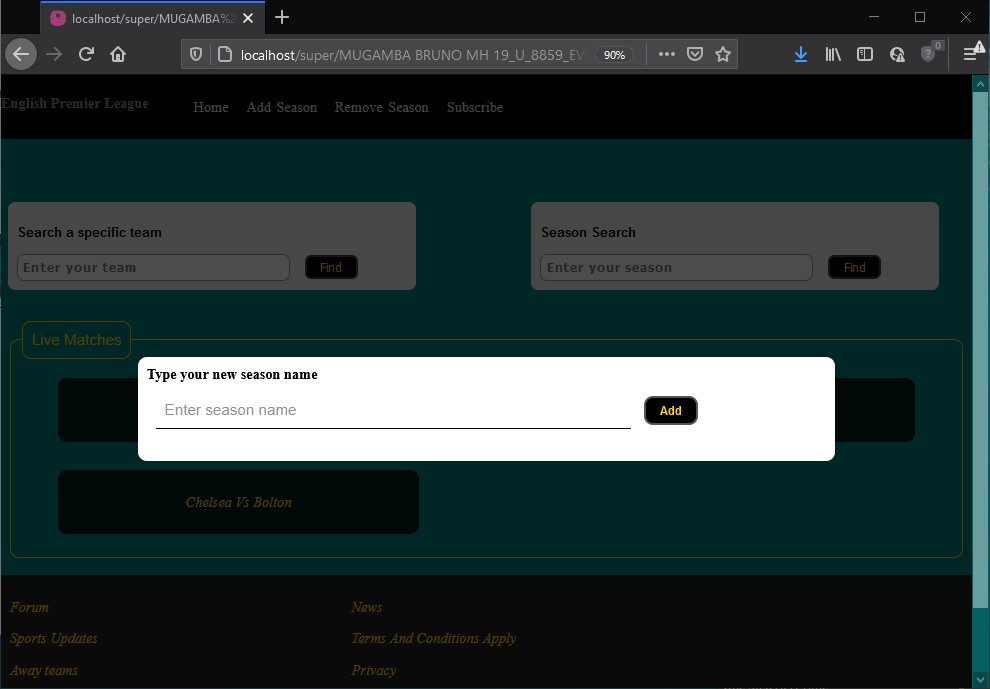 localhost/super/MUGAMBA%2
localhost/super/MUGAMBA BRUNO MH 19_U_8859_EV
90%
0
English Premier League
Home
Add Season
Remove Season
Subscribe
Search a specific team
Enter your team
Find
Season Search
Enter your season
Find
Live Matches
Type your new season name
Enter season name
Add
Chelsea Vs Bolton
Forum
News
Sports Updates
Terms And Conditions Apply
Away teams
Privacy